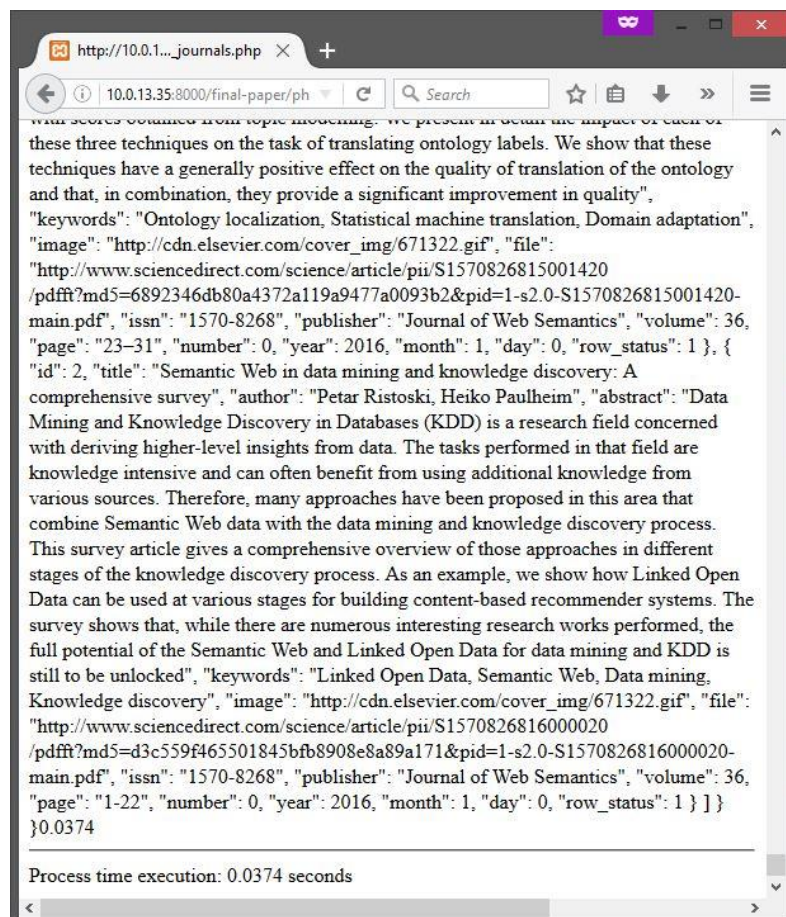 http://10.0.1..._journals.php
10.0.13.35:8000/final-paper/ph
Search
with scores obtained from topic modelling. We present in detail the impact of each of
these three techniques on the task of translating ontology labels. We show that these
techniques have a generally positive effect on the quality of translation of the ontology
and that, in combination, they provide a significant improvement in quality",
"keywords": "Ontology localization, Statistical machine translation, Domain adaptation",
"image": "http://cdn.elsevier.com/cover_img/671322.gif", "file":
"http://www.sciencedirect.com/science/article/pii/S1570826815001420
/pdfft?md5=6892346db80a4372a119a9477a0093b2&pid=1-s2.0-S1570826815001420-
main.pdf", "issn": "1570-8268", "publisher": "Journal of Web Semantics", "volume": 36,
"page": "23–31", "number": 0, "year": 2016, "month": 1, "day": 0, "row_status": 1 }, {
"id": 2, "title": "Semantic Web in data mining and knowledge discovery: A
comprehensive survey", "author": "Petar Ristoski, Heiko Paulheim", "abstract": "Data
Mining and Knowledge Discovery in Databases (KDD) is a research field concerned
with deriving higher-level insights from data. The tasks performed in that field are
knowledge intensive and can often benefit from using additional knowledge from
various sources. Therefore, many approaches have been proposed in this area that
combine Semantic Web data with the data mining and knowledge discovery process.
This survey article gives a comprehensive overview of those approaches in different
stages of the knowledge discovery process. As an example, we show how Linked Open
Data can be used at various stages for building content-based recommender systems. The
survey shows that, while there are numerous interesting research works performed, the
full potential of the Semantic Web and Linked Open Data for data mining and KDD is
still to be unlocked", "keywords": "Linked Open Data, Semantic Web, Data mining,
Knowledge discovery", "image": "http://cdn.elsevier.com/cover_img/671322.gif", "file":
"http://www.sciencedirect.com/science/article/pii/S1570826816000020
/pdfft?md5=d3c559f465501845bfb8908e8a89a171&pid=1-s2.0-S1570826816000020-
main.pdf", "issn": "1570-8268", "publisher": "Journal of Web Semantics", "volume": 36,
"page": "1-22", "number": 0, "year": 2016, "month": 1, "day": 0, "row_status": 1 } ] }
}0.0374
Process time execution: 0.0374 seconds